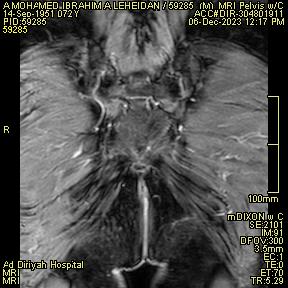 A MOHAMED,IBRAHIM A LEHEIDAN / 59285 (M) MRI Pelvis w/C
14-Sep-1951 072Y ACC#DIR-304801911
PID:59285 06-Dec-2023 12:17 PM
59285
R
100mm
mDIXON w C
SE:2101
IM:91
DFOV:300
3.5mm
Ad Diriyah Hospital EC:1
MRI TE:0
MRI ET:70
TR:5.29